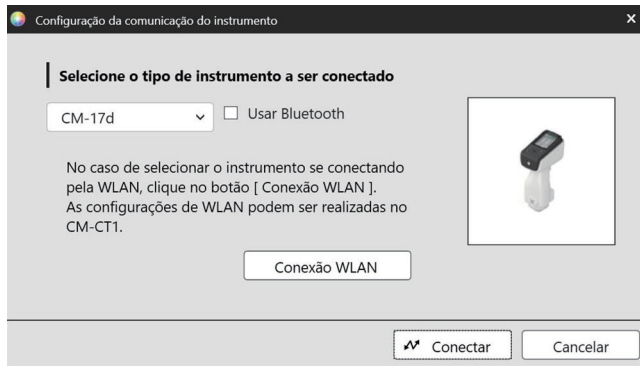 Configuração da comunicação do instrumento
Selecione o tipo de instrumento a ser conectado
CM-17d
Usar Bluetooth
No caso de selecionar o instrumento se conectando
pela WLAN, clique no botão [ Conexão WLAN ].
As configurações de WLAN podem ser realizadas no
CM-CT1.
Conexão WLAN
Conectar
Cancelar